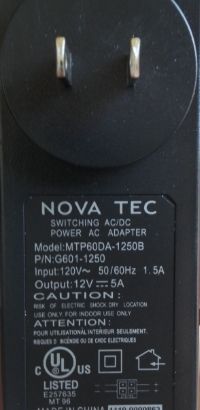 NOVA TEC
SWITCHING AC/DC
POWER AC ADAPTER
Model:MTP60DA-1250B
P/N:G601-1250
Input:120V~ 50/60Hz 1.5A
Output:12V⎓5A
CAUTION:
RISK OF ELECTRIC SHOCK DRY LOCATION
USE ONLY FOR INDOOR USE ONLY
ATTENTION:
POUR UTILISATION INTERIEUR SEULEMENT.
RISQUES OU DE CHOC ELECTRIQUES
C UL US
LISTED
E257635
MT 96
MADE IN CHINA